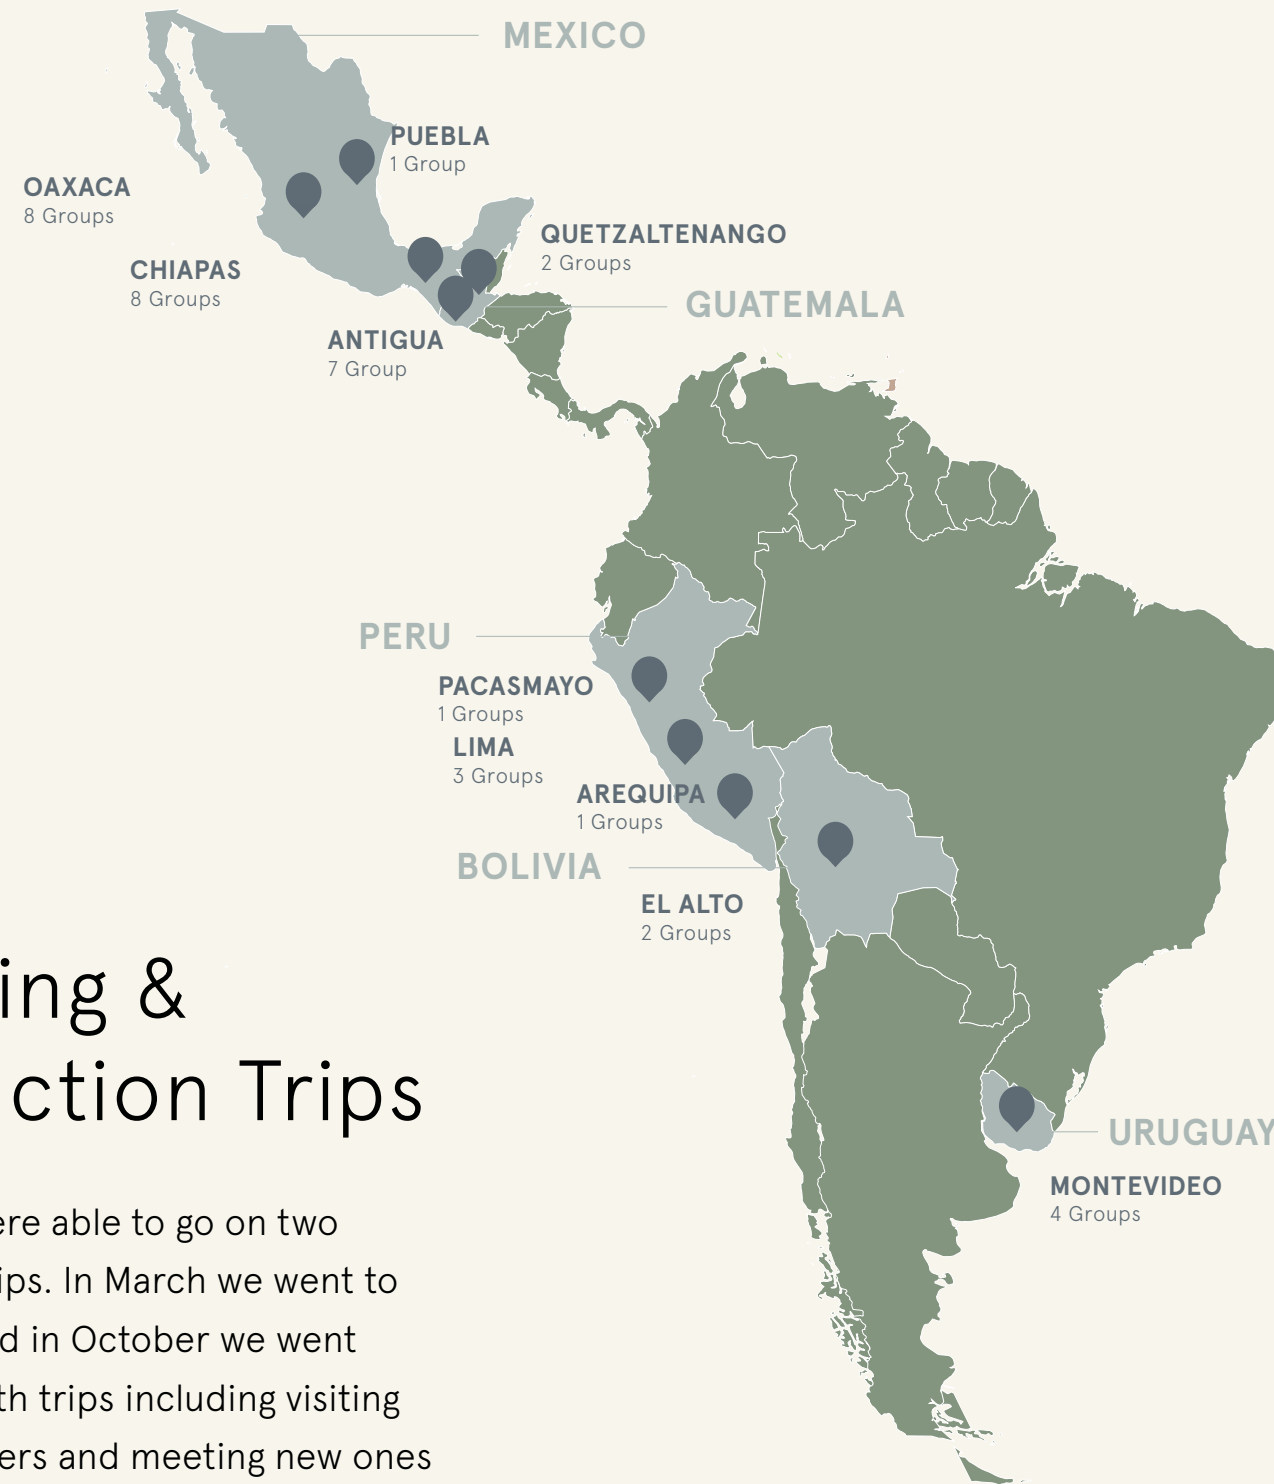 MEXICO
PUEBLA
1 Group
OAXACA
8 Groups
QUETZALTENANGO
2 Groups
CHIAPAS
8 Groups
GUATEMALA
ANTIGUA
7 Group
PERU
PACASMAYO
1 Groups
LIMA
3 Groups
AREQUIPA
1 Groups
BOLIVIA
EL ALTO
2 Groups
URUGUAY
MONTEVIDEO
4 Groups
ing &
ction Trips
ere able to go on two
ips. In March we went to
d in October we went
th trips including visiting
ers and meeting new ones